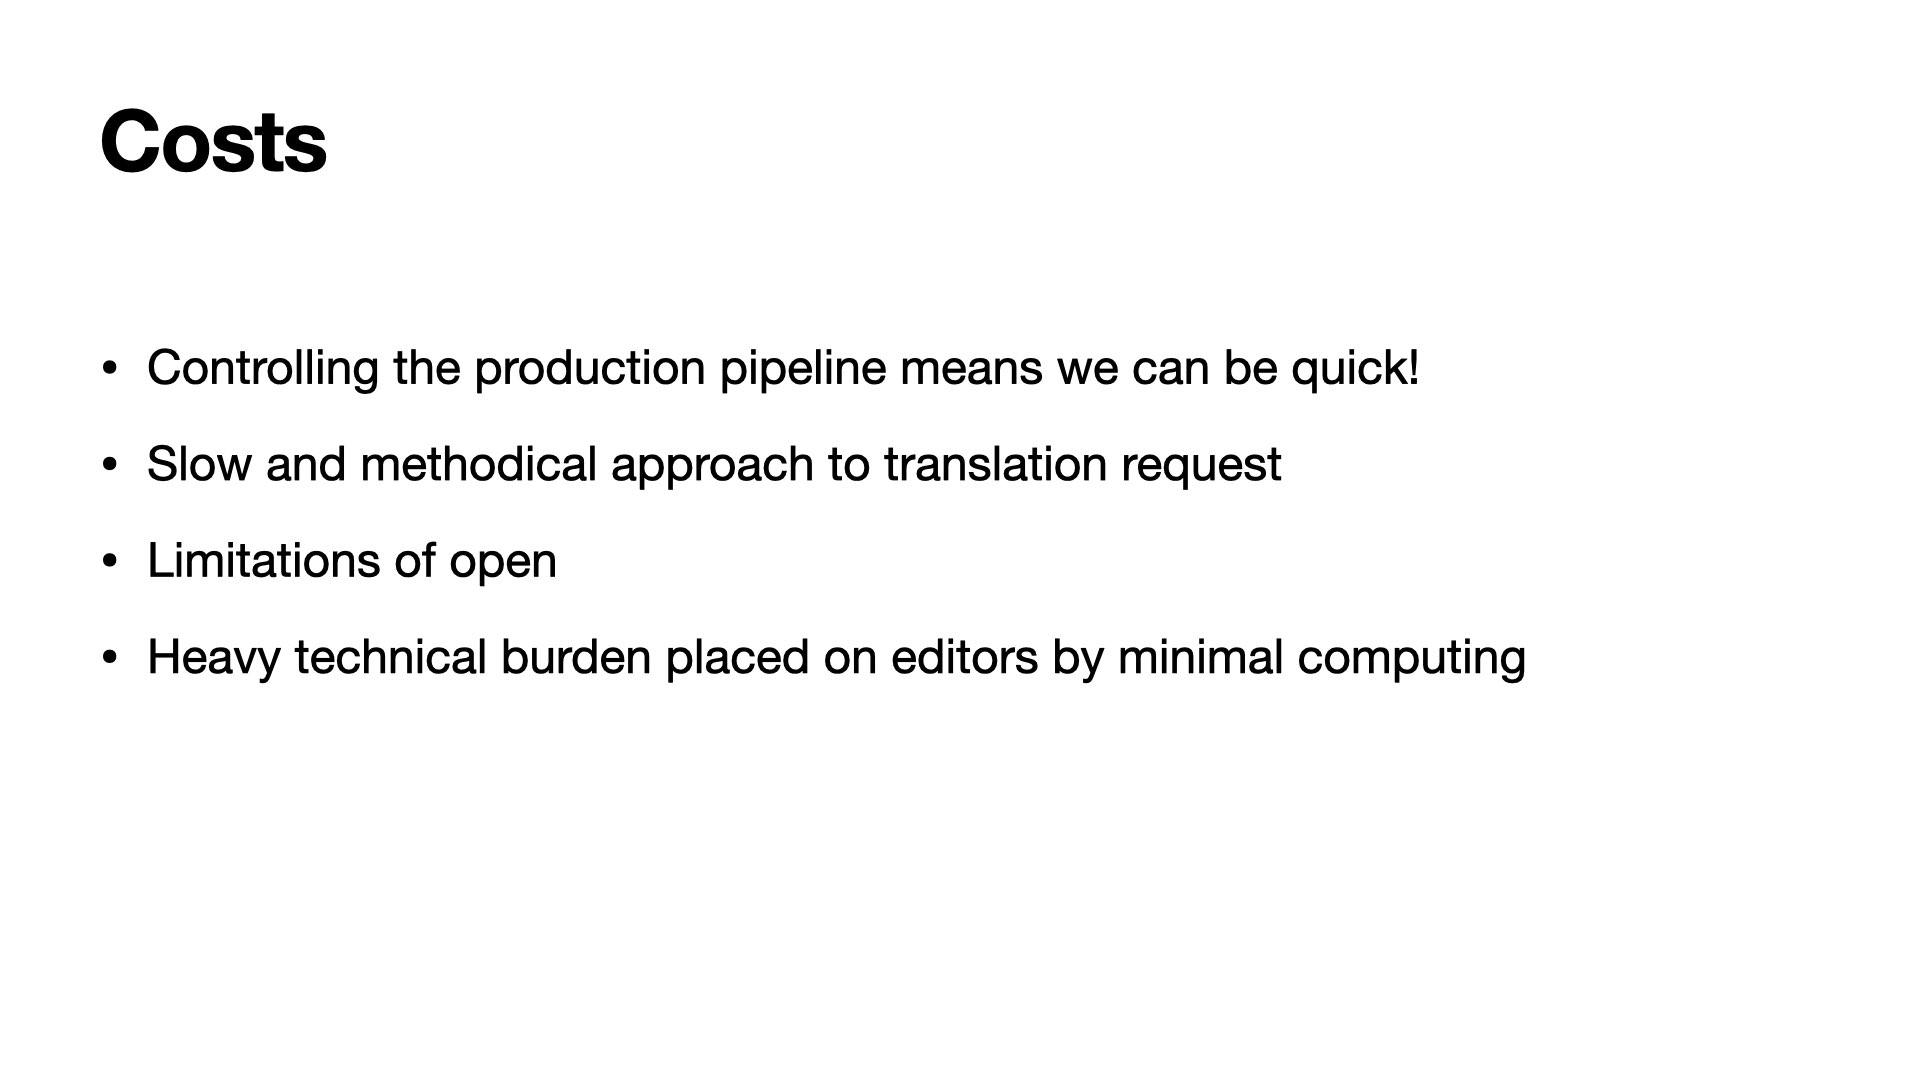 Costs
• Controlling the production pipeline means we can be quick!
• Slow and methodical approach to translation request
• Limitations of open
• Heavy technical burden placed on editors by minimal computing